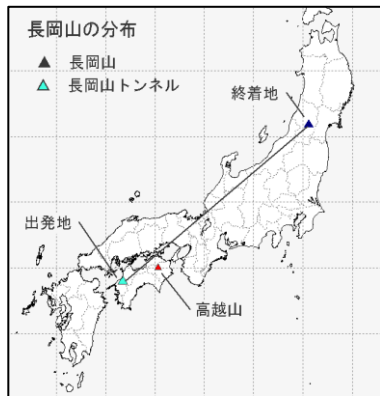 長岡山の分布
長岡山
長岡山トンネル
終着地
出発地
高越山